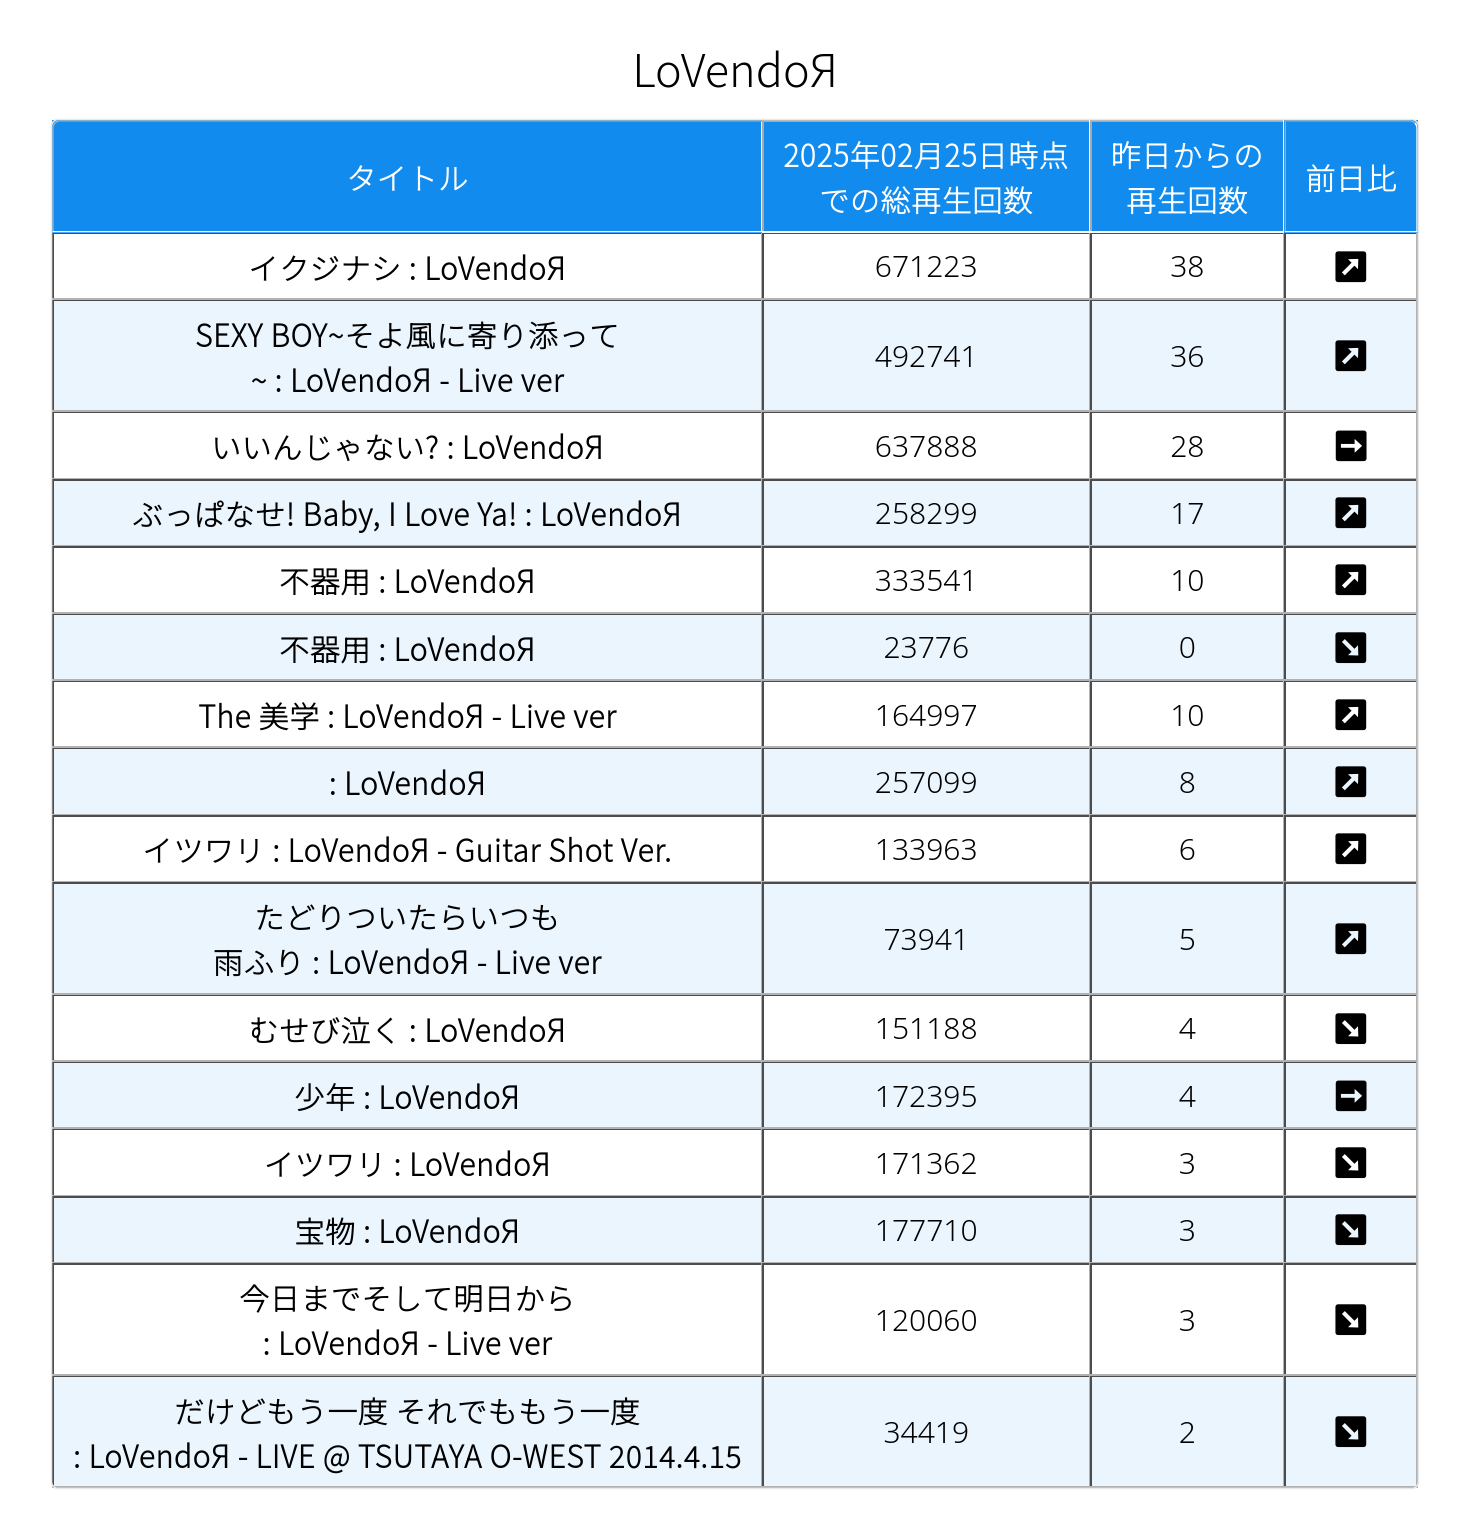 LoVendoЯ
タイトル
2025年02月25日時点
での総再生回数
昨日からの
再生回数
前日比
イクジナシ : LoVendoЯ 671223 38 ↗
SEXY BOY~そよ風に寄り添って
~ : LoVendoЯ - Live ver 492741 36 ↗
いいんじゃない? : LoVendoЯ 637888 28 →
ぶっぱなせ! Baby, I Love Ya! : LoVendoЯ 258299 17 ↗
不器用 : LoVendoЯ 333541 10 ↗
不器用 : LoVendoЯ 23776 0 ↘
The 美学 : LoVendoЯ - Live ver 164997 10 ↗
: LoVendoЯ 257099 8 ↗
イツワリ : LoVendoЯ - Guitar Shot Ver. 133963 6 ↗
たどりついたらいつも
雨ふり : LoVendoЯ - Live ver 73941 5 ↗
むせび泣く : LoVendoЯ 151188 4 ↘
少年 : LoVendoЯ 172395 4 →
イツワリ : LoVendoЯ 171362 3 ↘
宝物 : LoVendoЯ 177710 3 ↘
今日までそして明日から
: LoVendoЯ - Live ver 120060 3 ↘
だけどもう一度 それでももう一度
: LoVendoЯ - LIVE @ TSUTAYA O-WEST 2014.4.15 34419 2 ↘